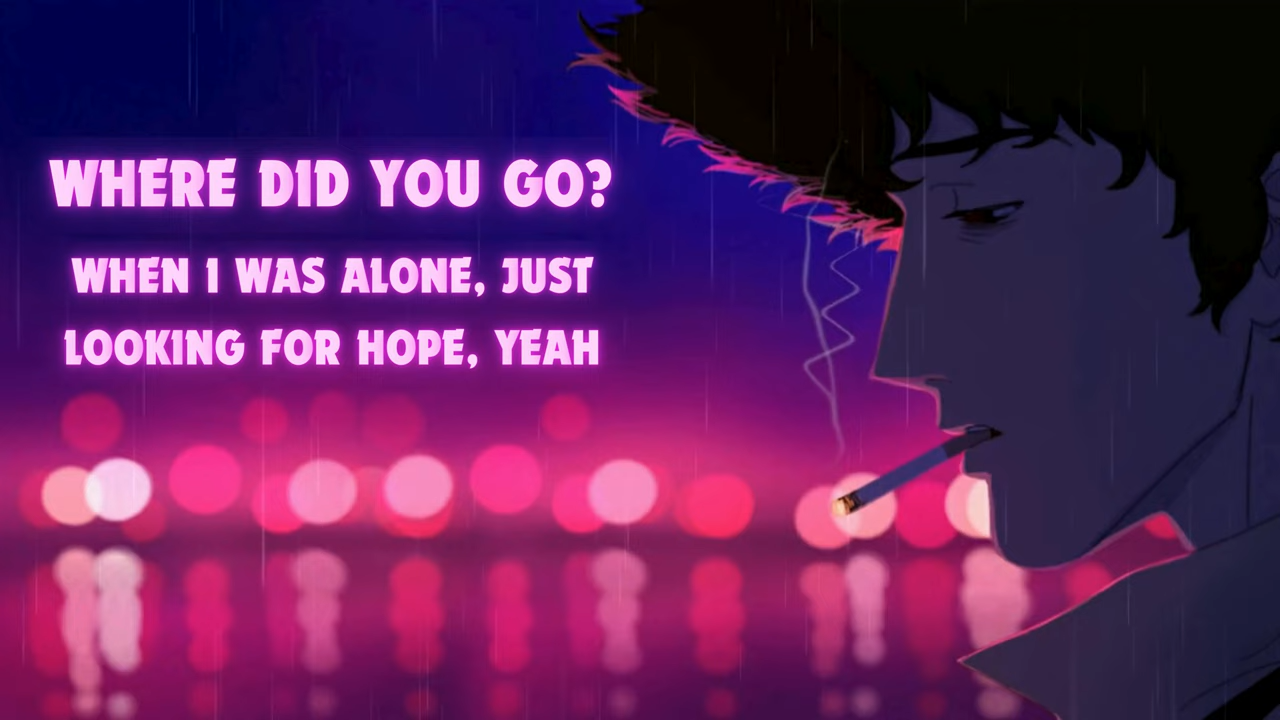 WHERE DID YOU GO?
WHEN I WAS ALONE, JUST
LOOKING FOR HOPE, YEAH